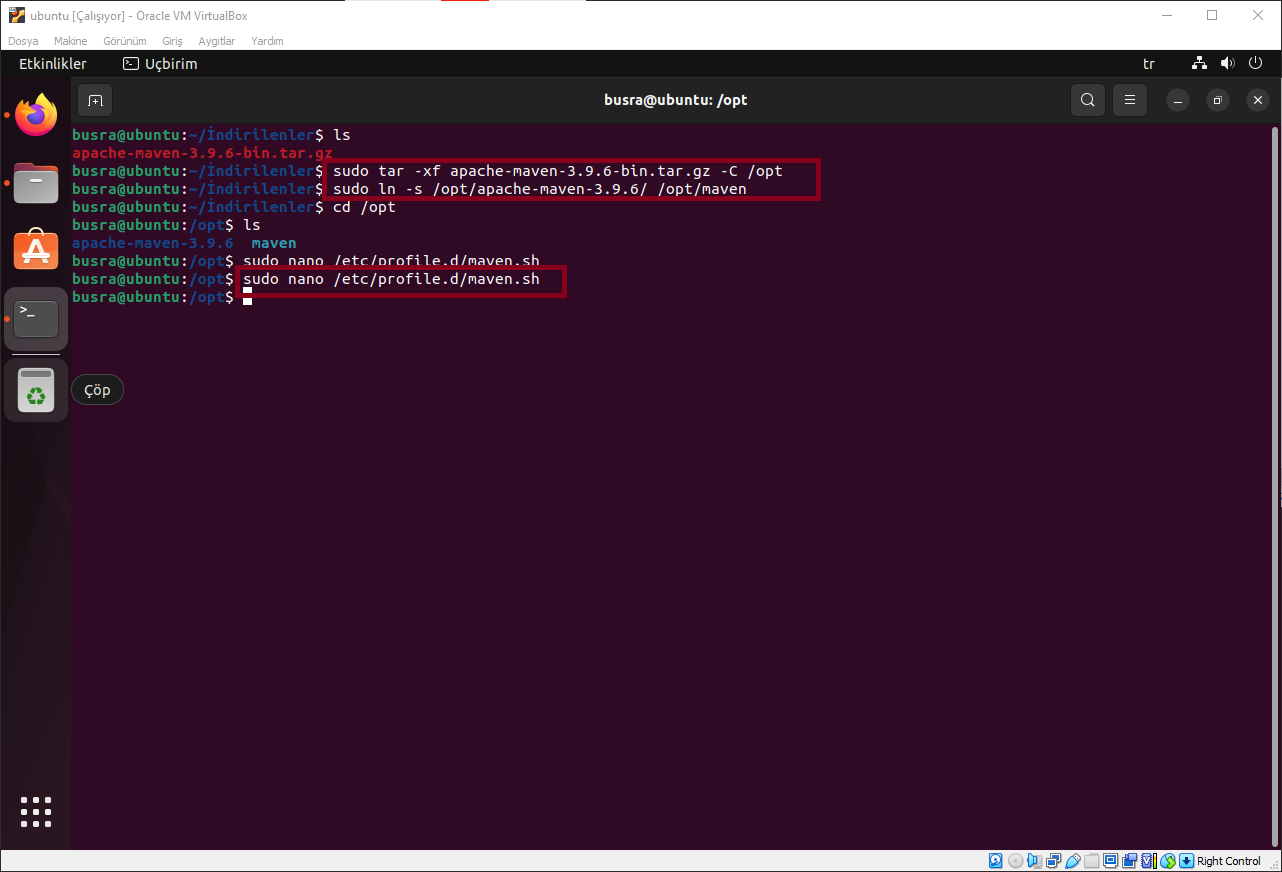 ubuntu [Çalışıyor] - Oracle VM VirtualBox
Dosya Makine Görünüm Giriş Aygıtlar Yardım
Etkinlikler Uçbirim tr
busra@ubuntu: /opt
busra@ubuntu:~/İndirilenler$ ls
apache-maven-3.9.6-bin.tar.gz
busra@ubuntu:~/İndirilenler$ sudo tar -xf apache-maven-3.9.6-bin.tar.gz -C /opt
busra@ubuntu:~/İndirilenler$ sudo ln -s /opt/apache-maven-3.9.6/ /opt/maven
busra@ubuntu:~/İndirilenler$ cd /opt
busra@ubuntu:/opt$ ls
apache-maven-3.9.6 maven
busra@ubuntu:/opt$ sudo nano /etc/profile.d/maven.sh
busra@ubuntu:/opt$ sudo nano /etc/profile.d/maven.sh
busra@ubuntu:/opt$
Çöp
Right Control